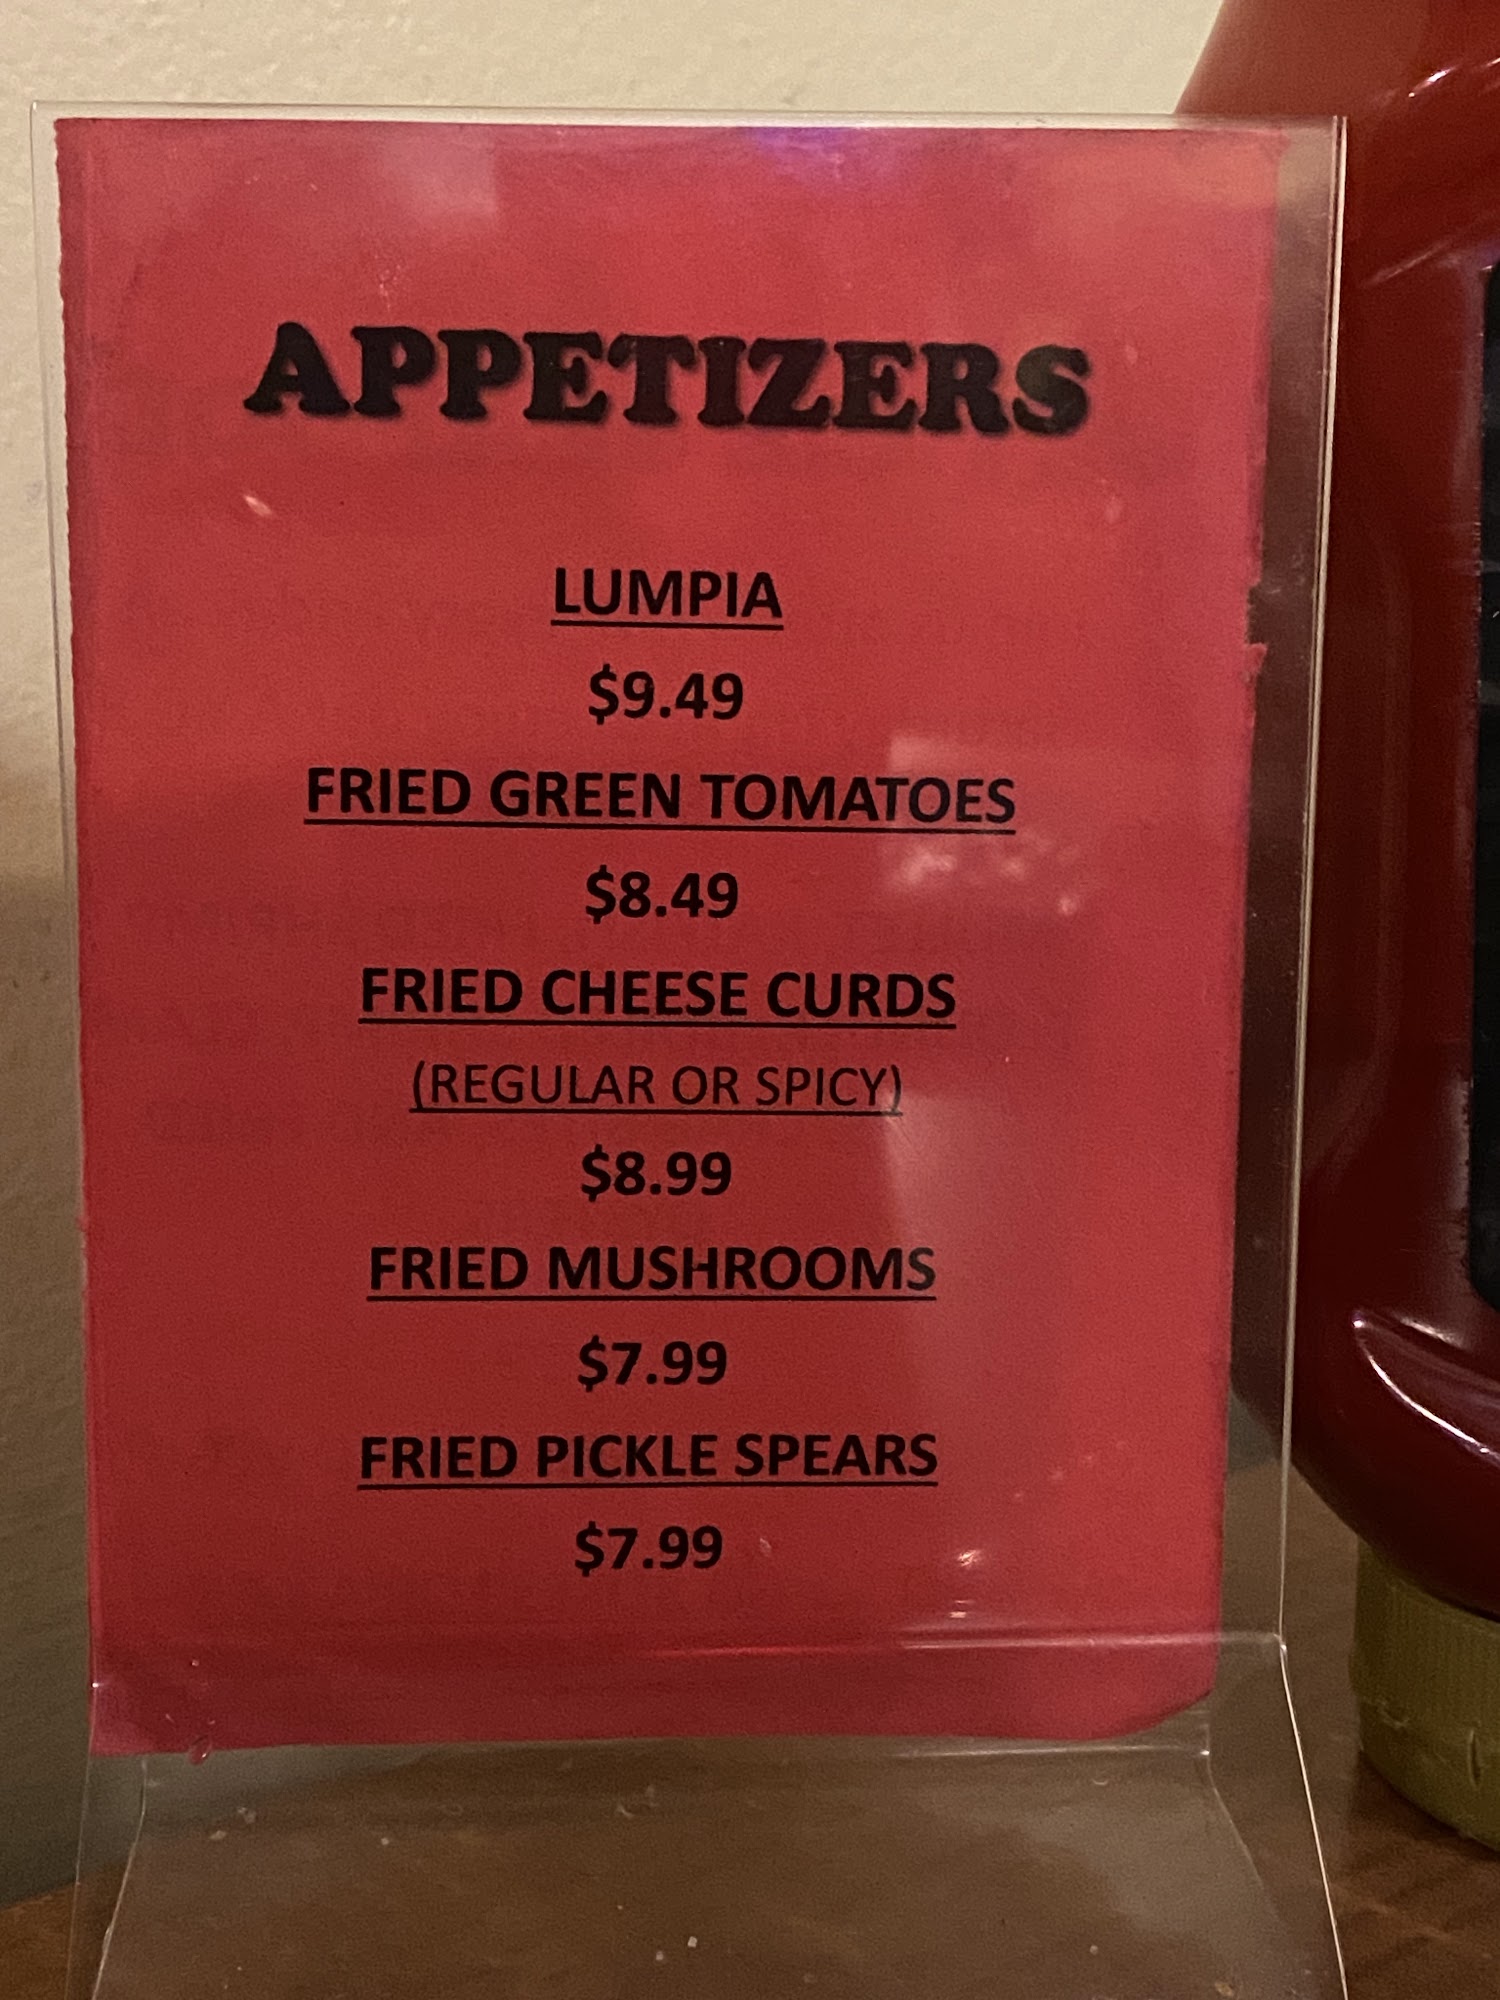 APPETIZERS
LUMPIA
$9.49
FRIED GREEN TOMATOES
$8.49
FRIED CHEESE CURDS
(REGULAR OR SPICY)
$8.99
FRIED MUSHROOMS
$7.99
FRIED PICKLE SPEARS
$7.99